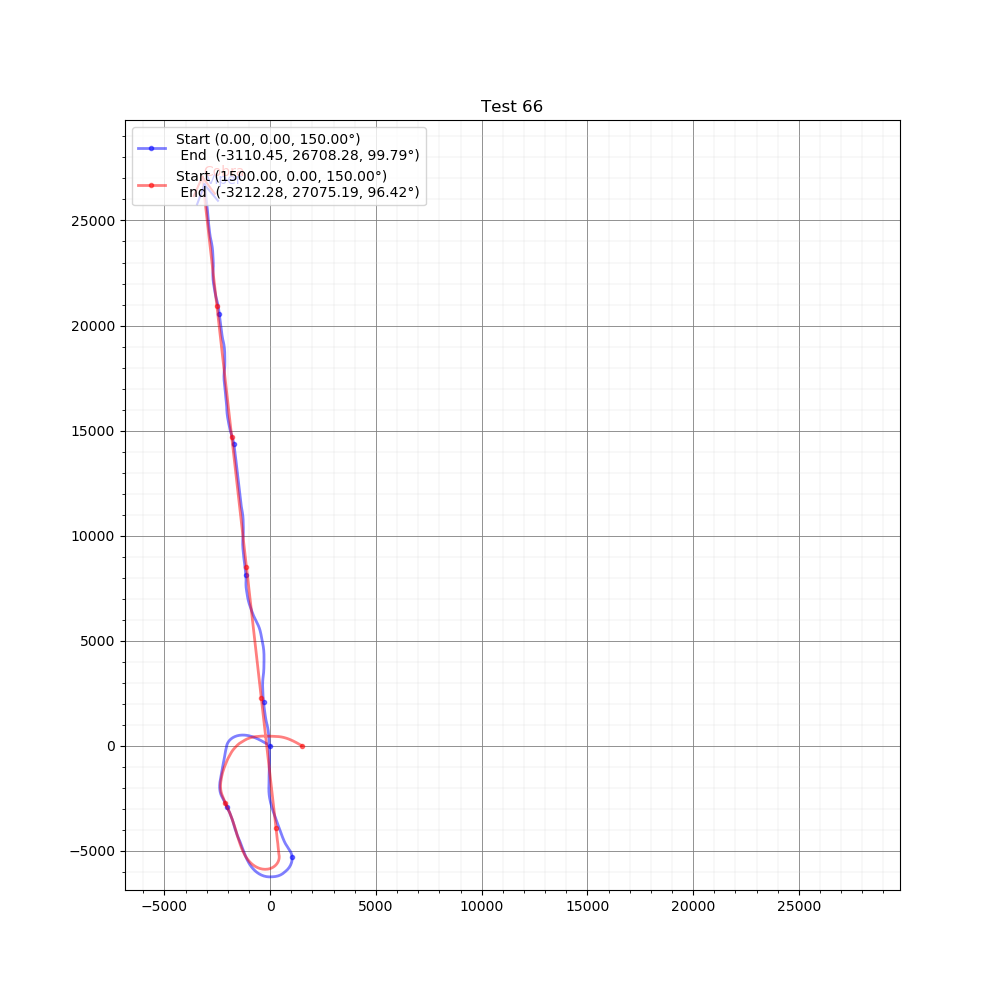 Test 66
Start (0.00, 0.00, 150.00°)
End (-3110.45, 26708.28, 99.79°)
Start (1500.00, 0.00, 150.00°)
End (-3212.28, 27075.19, 96.42°)
25000
20000
15000
10000
5000
0
−5000
−5000 0 5000 10000 15000 20000 25000